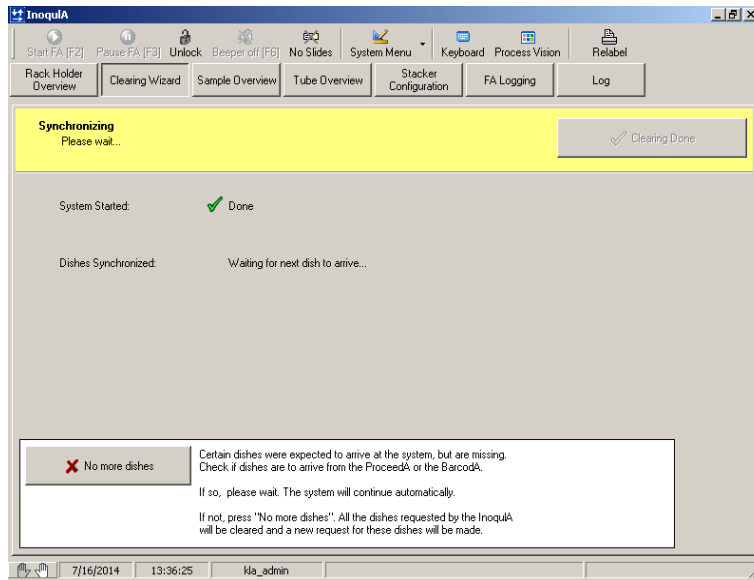 InoqulA
Start FA [F2] Pause FA [F3] Unlock Beeper off [F6] No Slides System Menu Keyboard Process Vision Relabel
Rack Holder Overview Clearing Wizard Sample Overview Tube Overview Stacker Configuration FA Logging Log
Synchronizing
Please wait...
Clearing Done
System Started: Done
Dishes Synchronized: Waiting for next dish to arrive...
No more dishes
Certain dishes were expected to arrive at the system, but are missing.
Check if dishes are to arrive from the ProceedA or the BarcodA.
If so, please wait. The system will continue automatically.
If not, press "No more dishes". All the dishes requested by the InoqulA
will be cleared and a new request for these dishes will be made.
7/16/2014 13:36:25 kla_admin